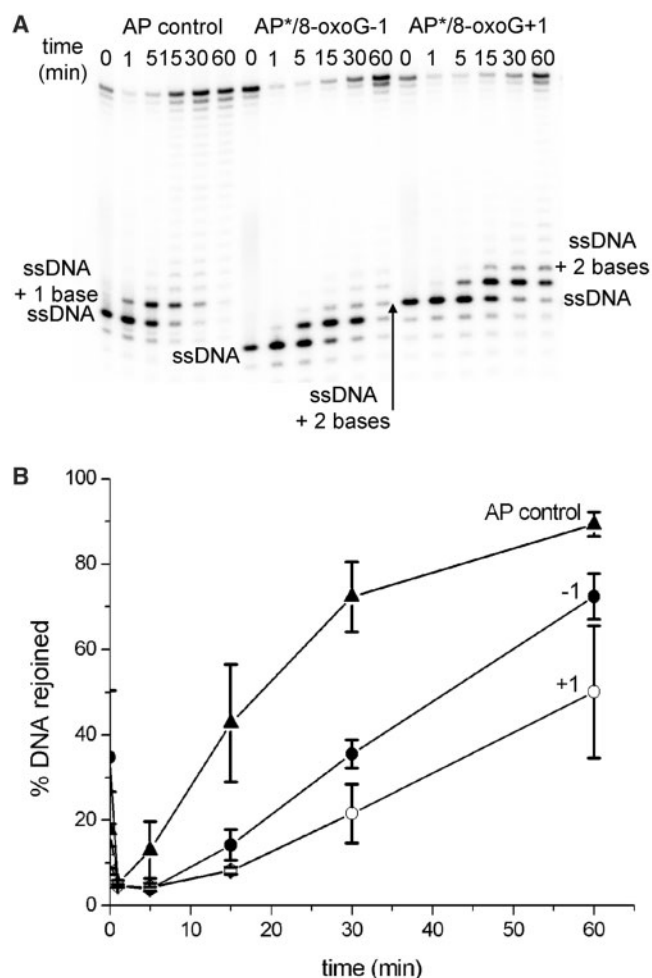 A
AP control AP*/8-oxoG-1 AP*/8-oxoG+1
time 0 1 5 15 30 60 0 1 5 15 30 60 0 1 5 15 30 60
(min)
ssDNA
+ 1 base
ssDNA
ssDNA
ssDNA
+ 2 bases
ssDNA
+ 2 bases
ssDNA
B
100
80
60
40
20
0
% DNA rejoined
AP control
-1
+1
0 10 20 30 40 50 60
time (min)